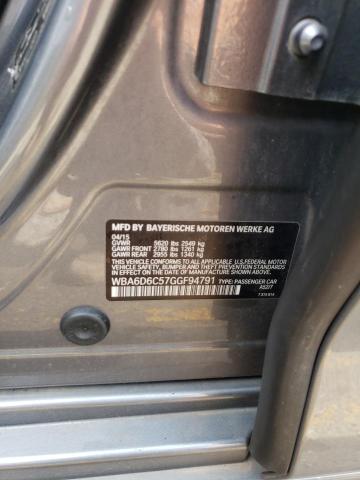 MFD BY BAYERISCHE MOTOREN WERKE AG
04/15
GVWR 5620 lbs 2549 kg
GAWR FRONT 2780 lbs 1261 kg
GAWR REAR 2955 lbs 1340 kg
THIS VEHICLE CONFORMS TO ALL APPLICABLE U.S. FEDERAL MOTOR
VEHICLE SAFETY, BUMPER, AND THEFT PREVENTION STANDARDS
IN EFFECT ON THE DATE OF MANUFACTURE SHOWN ABOVE.
WBA6D6C57GGF94791 TYPE: PASSENGER CAR